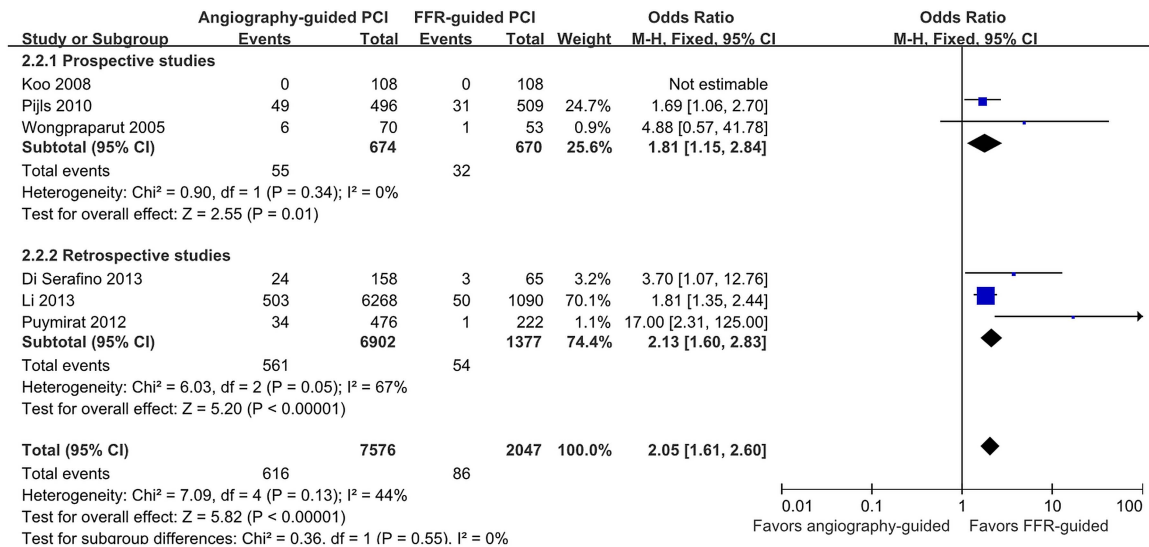 Angiography-guided PCI FFR-guided PCI Odds Ratio Odds Ratio
Study or Subgroup Events Total Events Total Weight M-H, Fixed, 95% CI M-H, Fixed, 95% CI
2.2.1 Prospective studies
Koo 2008 0 108 0 108 Not estimable
Pijls 2010 49 496 31 509 24.7% 1.69 [1.06, 2.70]
Wongpraparut 2005 6 70 1 53 0.9% 4.88 [0.57, 41.78]
Subtotal (95% CI) 674 670 25.6% 1.81 [1.15, 2.84]
Total events 55 32
Heterogeneity: Chi² = 0.90, df = 1 (P = 0.34); I² = 0%
Test for overall effect: Z = 2.55 (P = 0.01)
2.2.2 Retrospective studies
Di Serafino 2013 24 158 3 65 3.2% 3.70 [1.07, 12.76]
Li 2013 503 6268 50 1090 70.1% 1.81 [1.35, 2.44]
Puymirat 2012 34 476 1 222 1.1% 17.00 [2.31, 125.00]
Subtotal (95% CI) 6902 1377 74.4% 2.13 [1.60, 2.83]
Total events 561 54
Heterogeneity: Chi² = 6.03, df = 2 (P = 0.05); I² = 67%
Test for overall effect: Z = 5.20 (P < 0.00001)
Total (95% CI) 7576 2047 100.0% 2.05 [1.61, 2.60]
Total events 616 86
Heterogeneity: Chi² = 7.09, df = 4 (P = 0.13); I² = 44%
Test for overall effect: Z = 5.82 (P < 0.00001)
Test for subgroup differences: Chi² = 0.36, df = 1 (P = 0.55), I² = 0%
0.01 0.1 1 10 100
Favors angiography-guided Favors FFR-guided